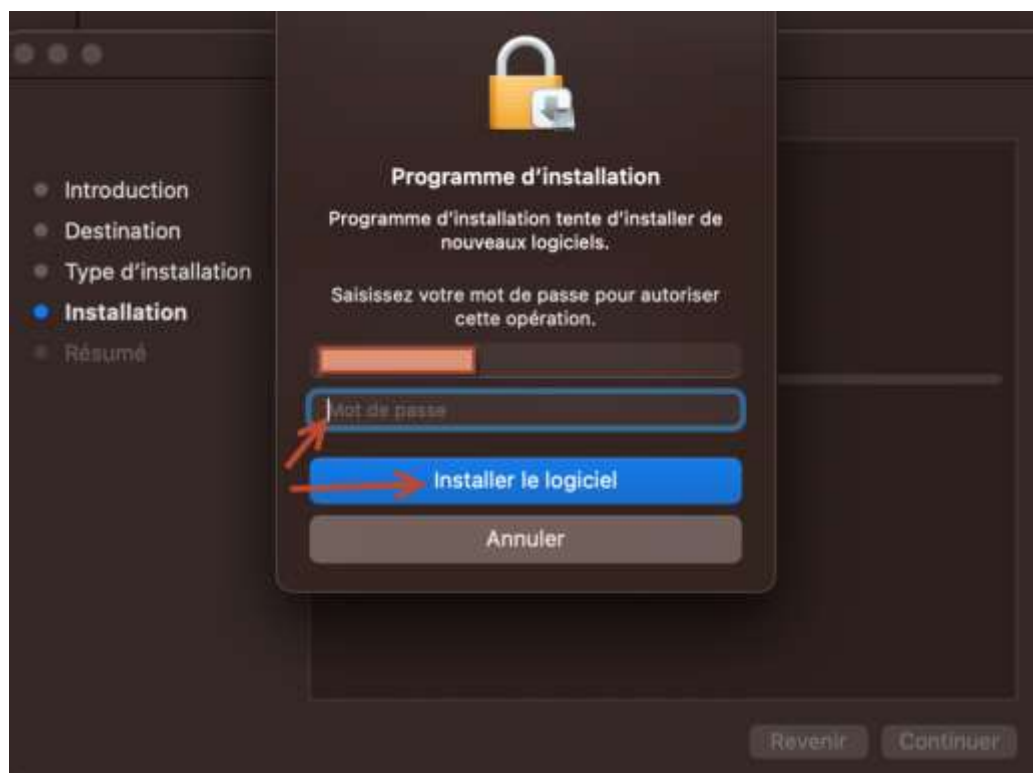 Programme d'installation
Programme d'installation tente d'installer de
nouveaux logiciels.
Saisissez votre mot de passe pour autoriser
cette opération.
Mot de passe
Installer le logiciel
Annuler
Introduction
Destination
Type d'installation
Installation
Résumé
Revenir
Continuer